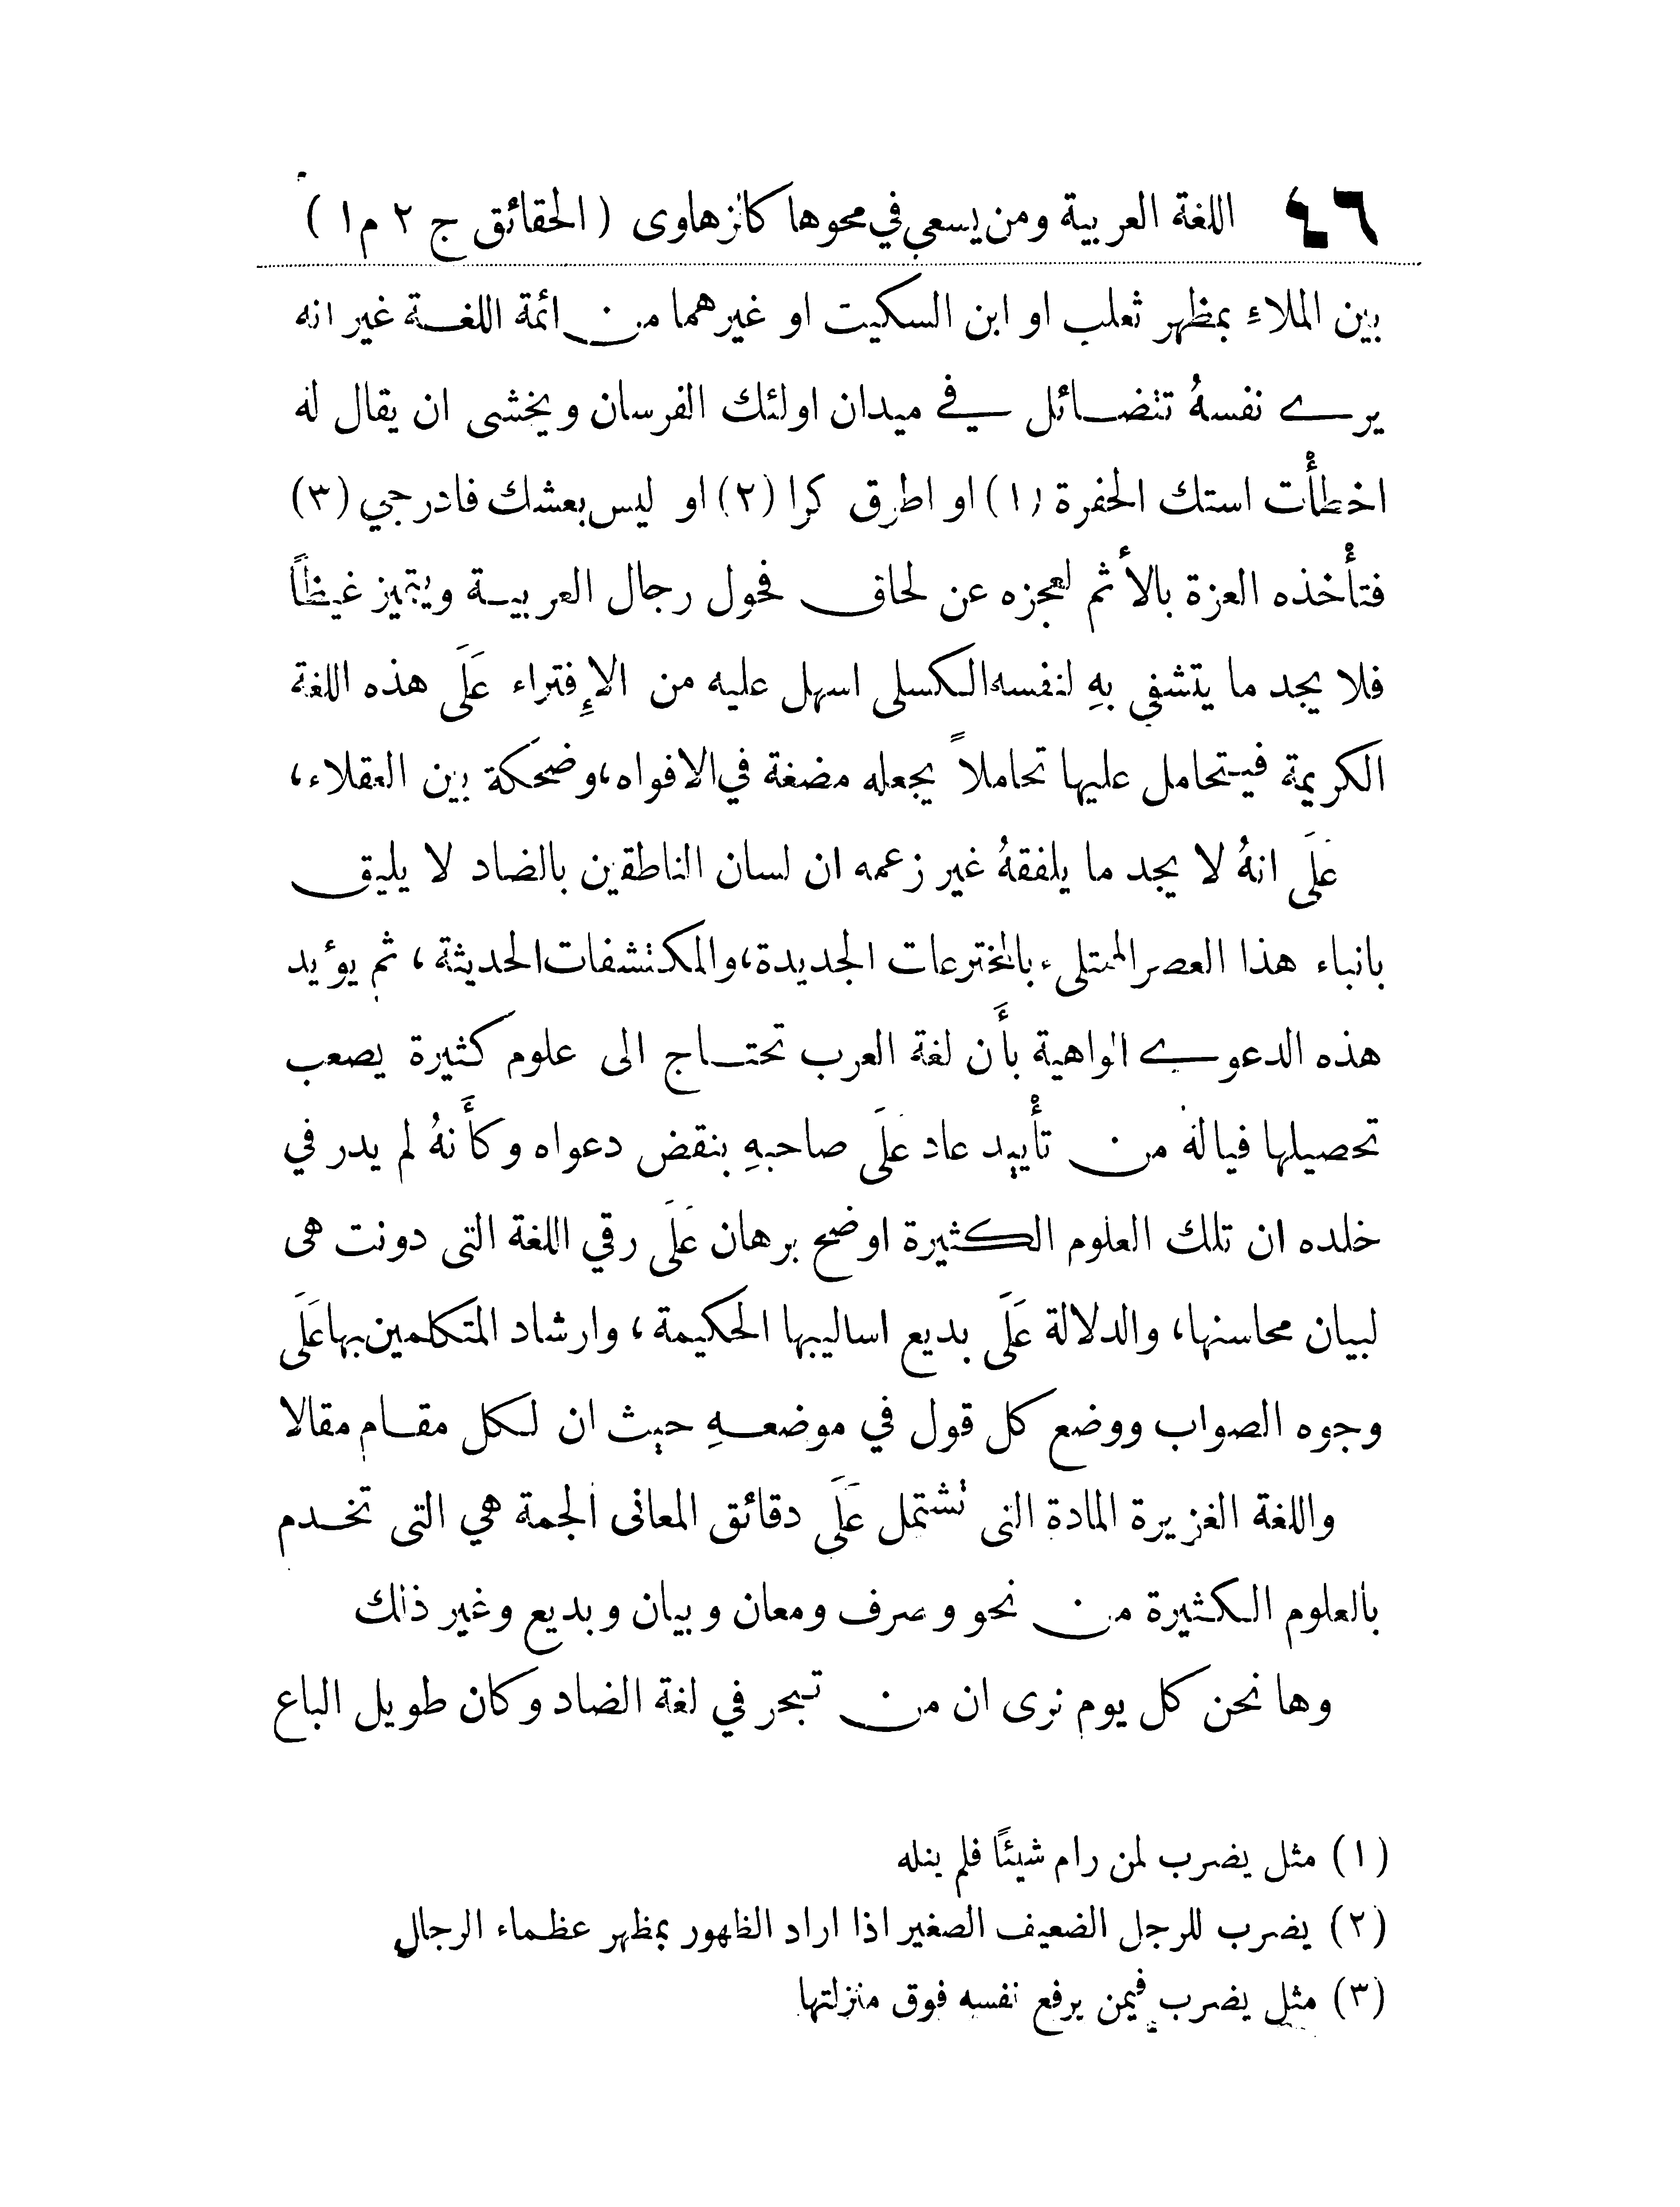 ٤٦ اللغة العربية ومن يسعى في محوها كالزهاوى ( الحقائق ج ٢ م ١ )
بين الملاءِ بمظهر ثعلب او ابن السكيت او غيرهما من ائمة اللغة غير انه
يرى نفسهُ تتضائل في ميدان اولئك الفرسان ويخشى ان يقال له
اخطأت استك الحفرة (١) او اطرق كرا (٢) او ليس بعشك فادرجي (٣)
فتأخذه العزة بالأثم لعجزه عن لحاق فحول رجال العربية ويتميز غيظاً
فلا يجد ما يتشفى بهِ لنفسه الكسلى اسهل عليه من الإفتراء عَلَى هذه اللغة
الكريمة فيتحامل عليها تحاملاً يجعله مضغة في الافواه، وضحَكة بين العقلاء،
عَلَى انهُ لا يجد ما يلفقهُ غير زعمه ان لسان الناطقين بالضاد لا يليق
بانباء هذا العصر الممتلىء بالمخترعات الجديدة، والمكتشفات الحديثة ، ثم يؤيد
هذه الدعوى الواهية بأَن لغة العرب تحتاج الى علوم كثيرة يصعب
تحصيلها فياله من تأييد عاد عَلَى صاحبهِ بنقض دعواه وكأَنهُ لم يدر في
خلده ان تلك العلوم الكثيرة اوضح برهان عَلَى رقي اللغة التى دونت هى
لبيان محاسنها، والدلالة عَلَى بديع اساليبها الحكيمة ، وارشاد المتكلمين بها عَلَى
وجوه الصواب ووضع كل قول في موضعهِ حيث ان لكل مقام مقالا
واللغة الغزيرة المادة التى تشتمل عَلَى دقائق المعانى الجمة هي التى تخدم
بالعلوم الكثيرة من نحو وصرف ومعان وبيان وبديع وغير ذلك
وها نحن كل يوم نرى ان من تبحر في لغة الضاد وكان طويل الباع
(١) مثل يضرب لمن رام شيئًا فلم ينله
(٢) يضرب للرجل الضعيف الصغير اذا اراد الظهور بمظهر عظماء الرجال
(٣) مثل يضرب فيمن يرفع نفسه فوق منزلتها